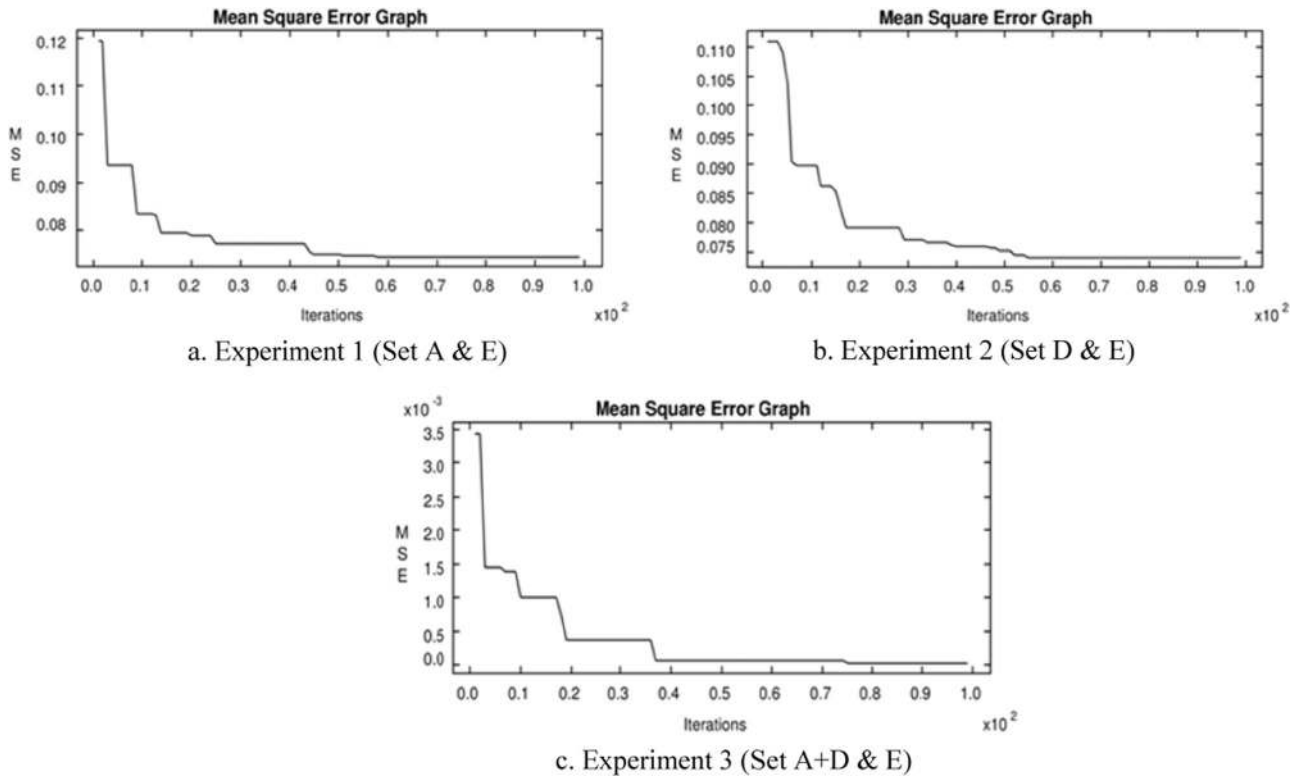 Mean Square Error Graph
0.12
0.11
0.10
0.09
0.08
M
S
E
0.0 0.1 0.2 0.3 0.4 0.5 0.6 0.7 0.8 0.9 1.0
Iterations
x10 2
a. Experiment 1 (Set A & E)
Mean Square Error Graph
0.110
0.105
0.100
0.095
0.090
0.085
0.080
0.075
M
S
E
0.0 0.1 0.2 0.3 0.4 0.5 0.6 0.7 0.8 0.9 1.0
Iterations
x10 2
b. Experiment 2 (Set D & E)
x10 -3
Mean Square Error Graph
3.5
3.0
2.5
2.0
1.5
1.0
0.5
0.0
M
S
E
0.0 0.1 0.2 0.3 0.4 0.5 0.6 0.7 0.8 0.9 1.0
Iterations
x10 2
c. Experiment 3 (Set A+D & E)